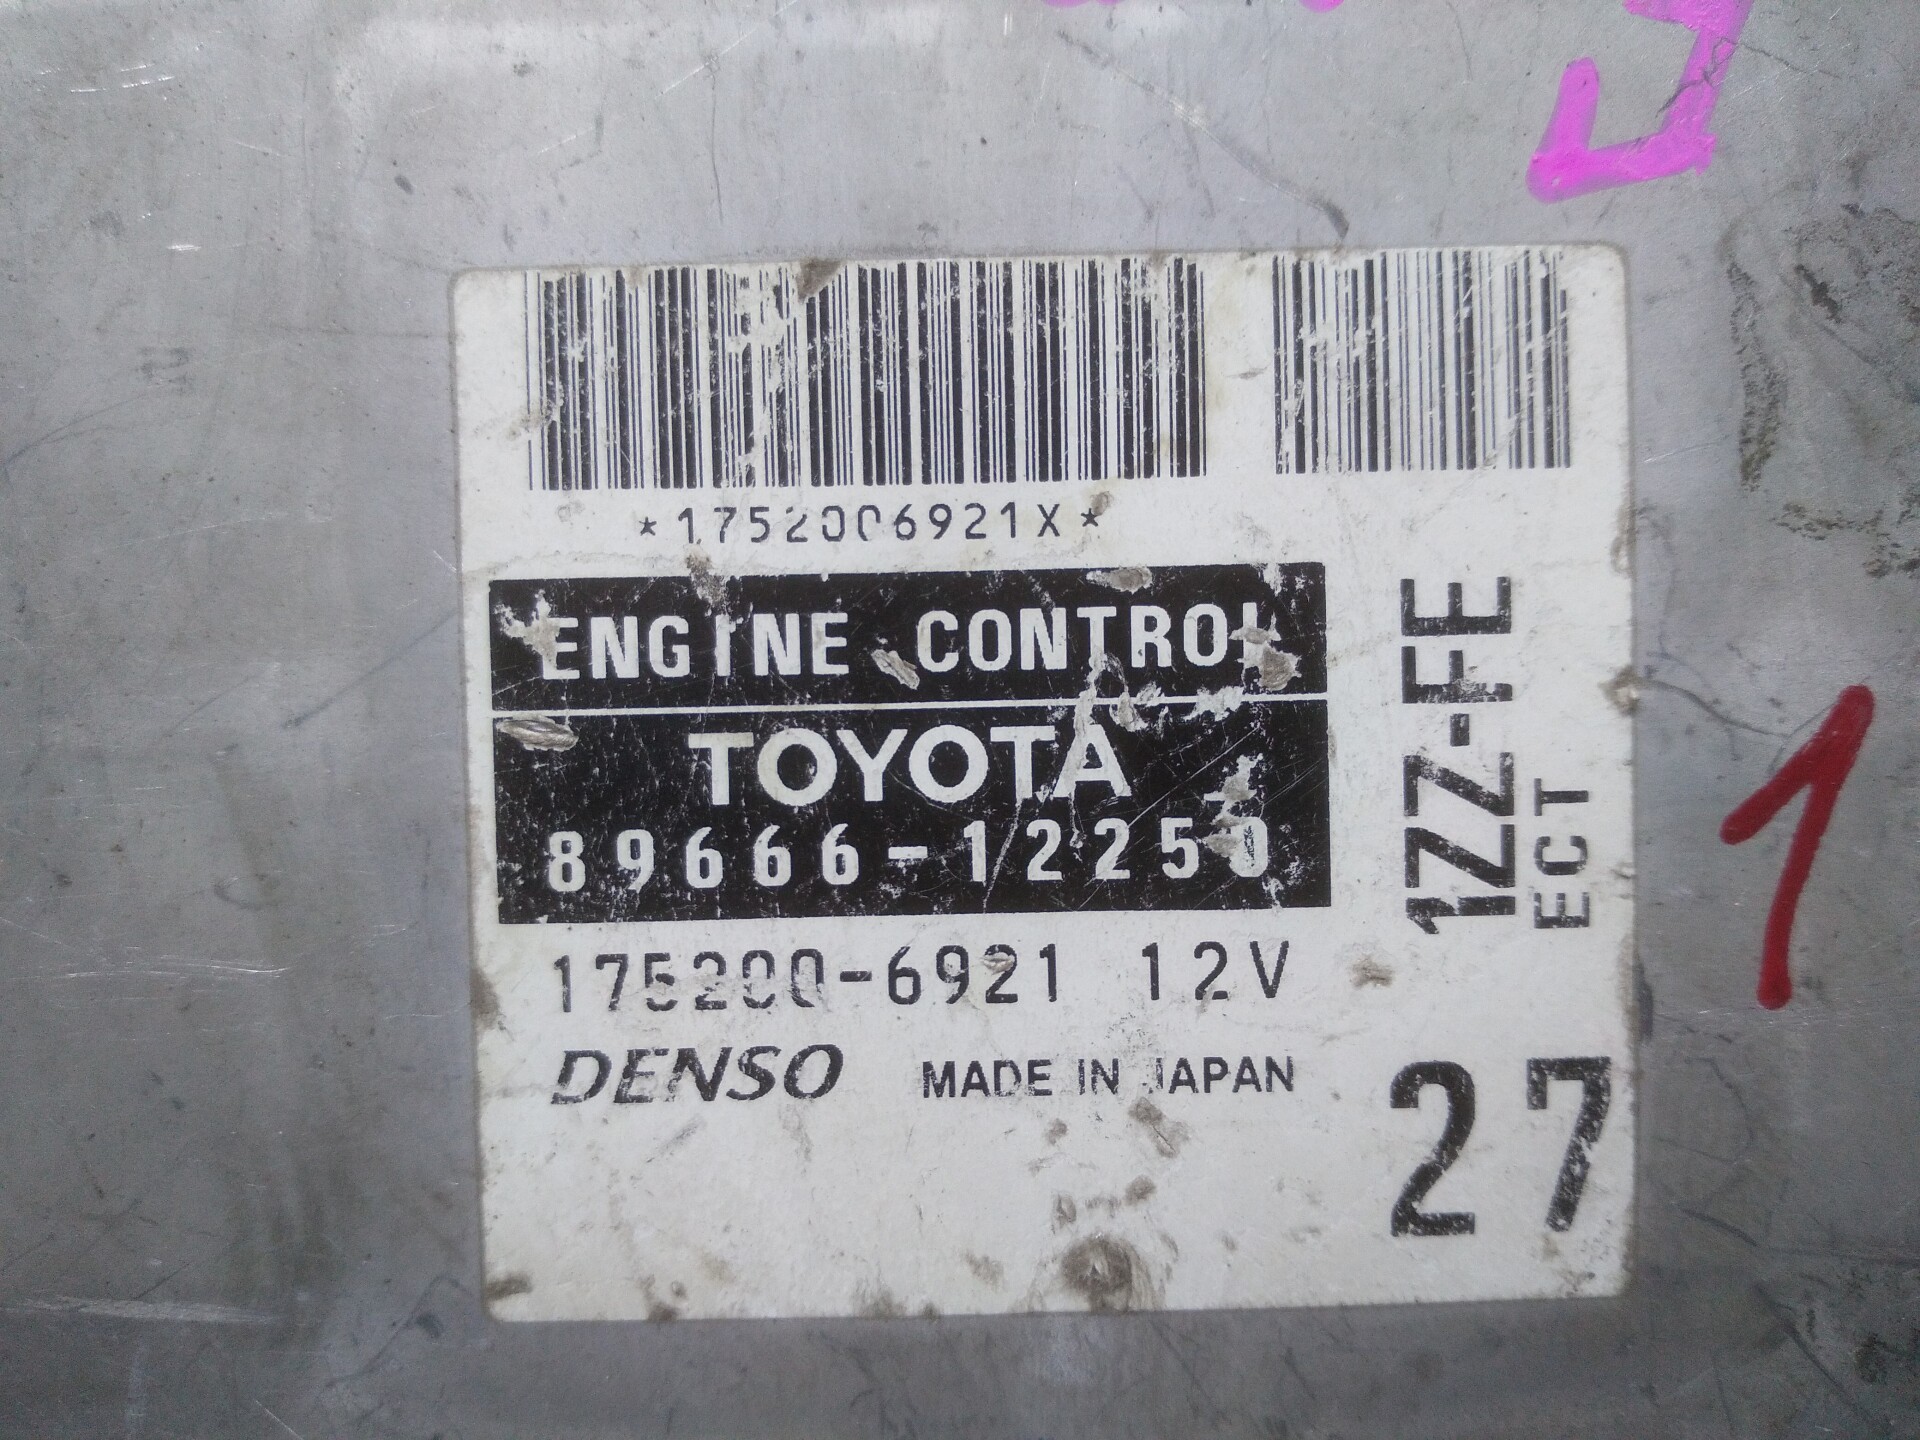 *1752006921X*
ENGINE CONTROL
TOYOTA
89666-12250
175200-6921 12V
DENSO MADE IN JAPAN
1ZZ-FE
ECT
27
1